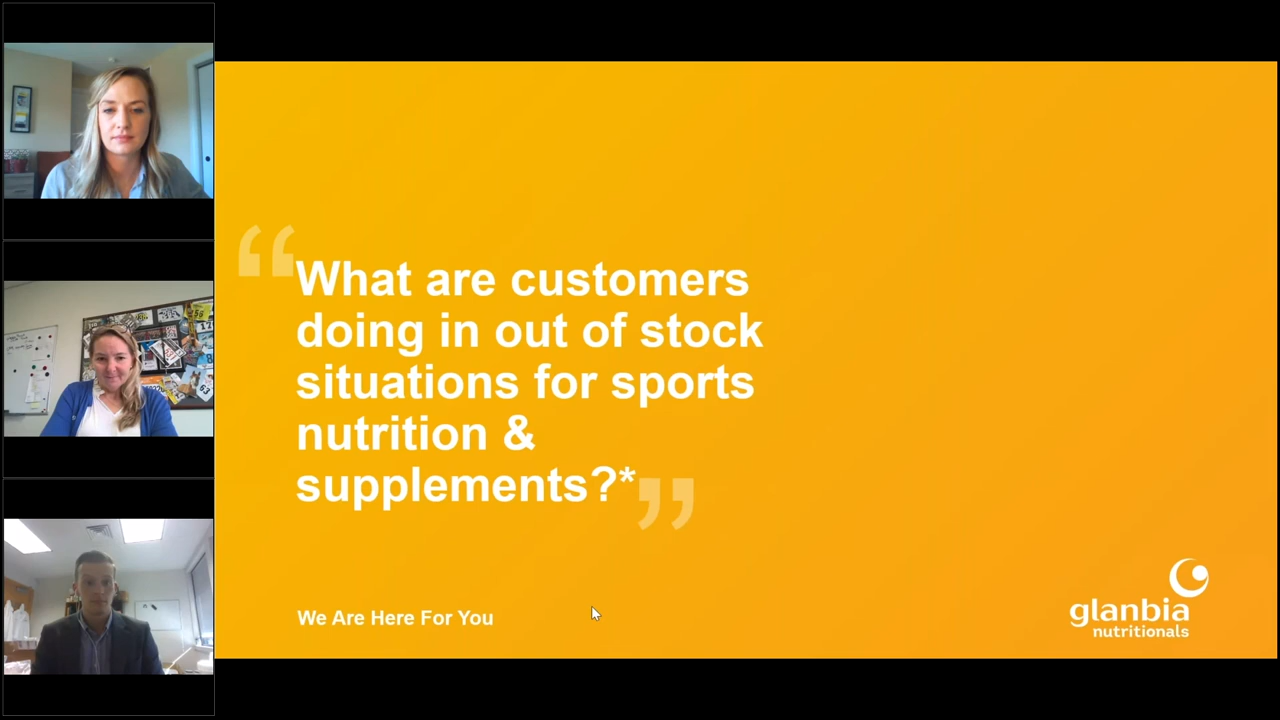 “What are customers
doing in out of stock
situations for sports
nutrition &
supplements?*”
We Are Here For You
glanbia
nutritionals